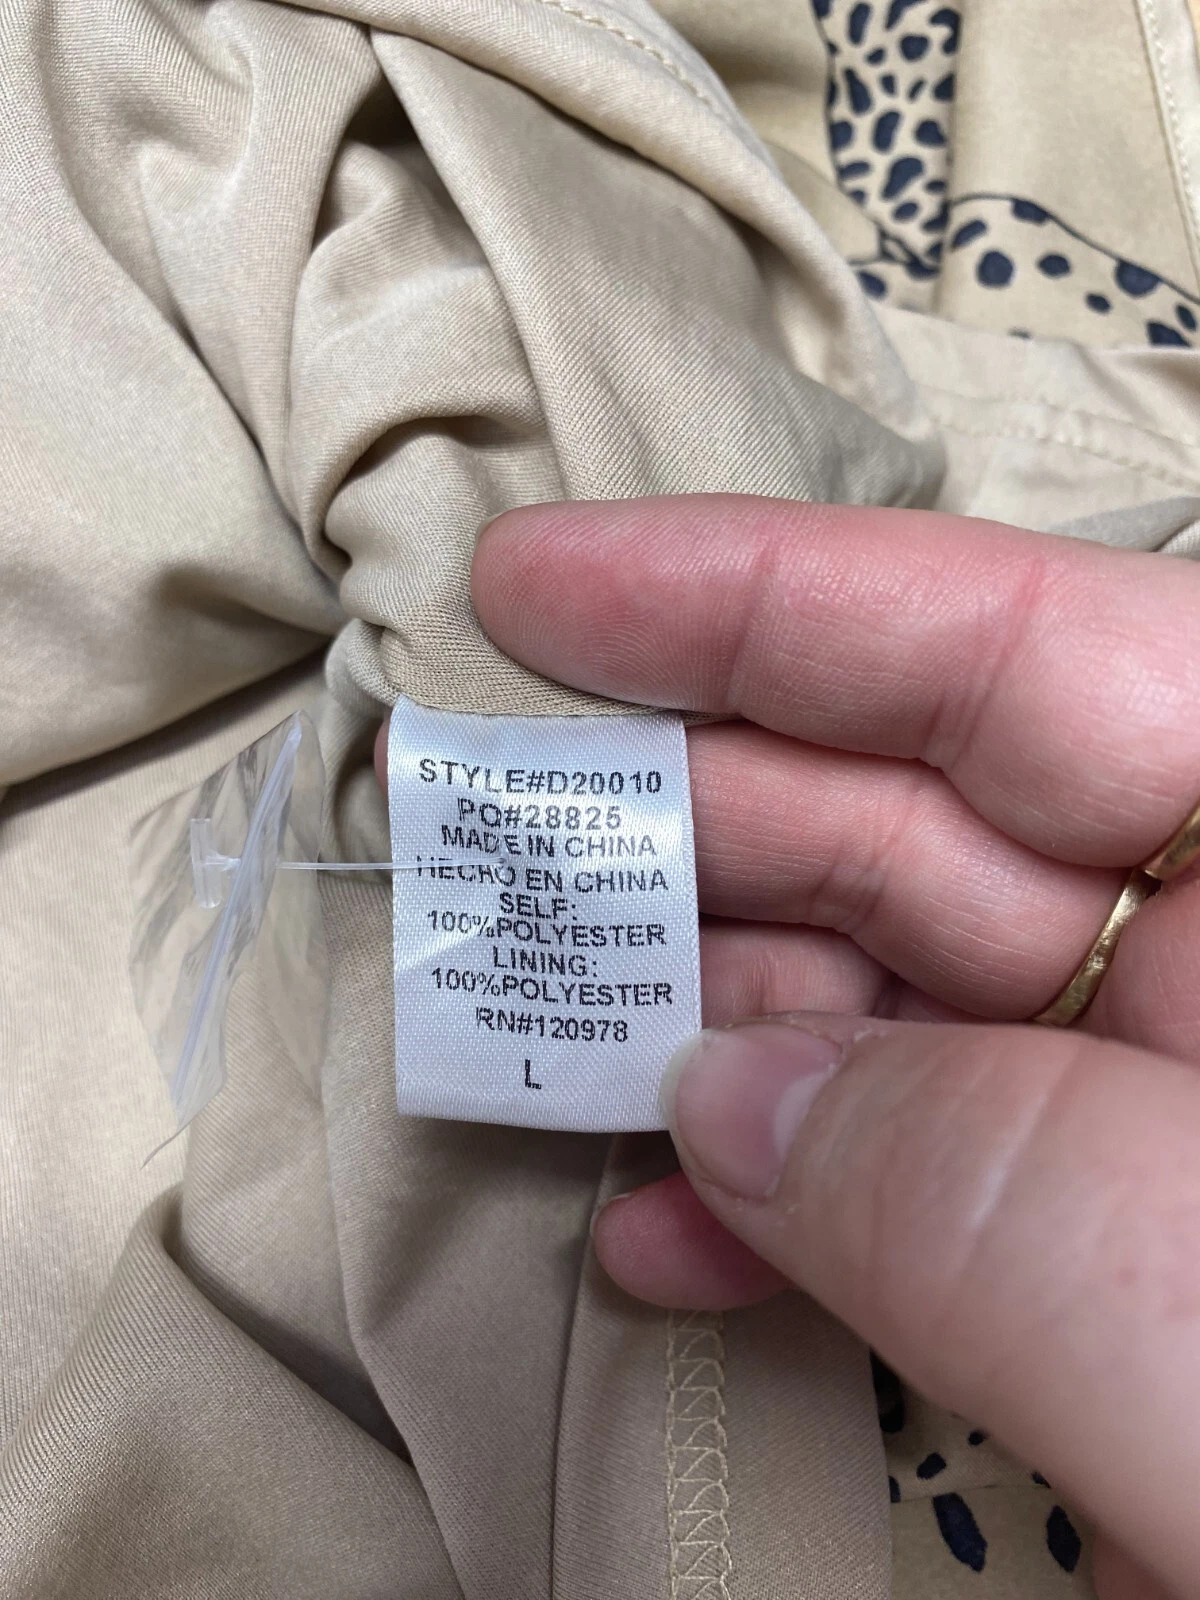 STYLE#D20010
PO#28825
MADE IN CHINA
HECHO EN CHINA
SELF:
100%POLYESTER
LINING:
100%POLYESTER
RN#120978
L